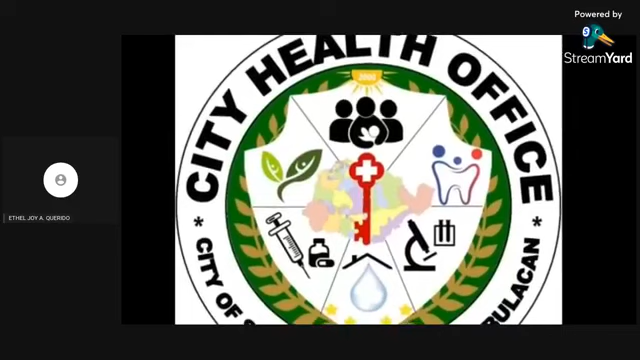 Powered by
StreamYard
CITY HEALTH OFFICE
2000
* CITY OF
BULACAN *
ETHEL JOY A. QUERIDO